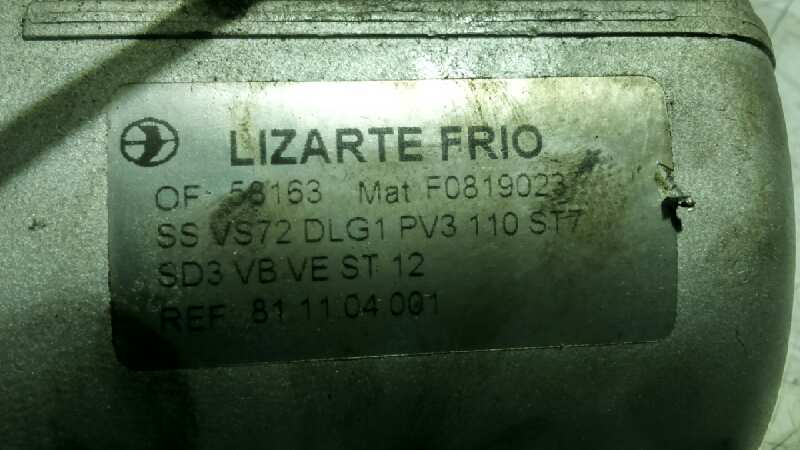 LIZARTE FRIO
OF: 58163 Mat F0819023
SS VS72 DLG1 PV3 110 ST7
SD3 VB VE ST 12
REF. 81 11 04 001